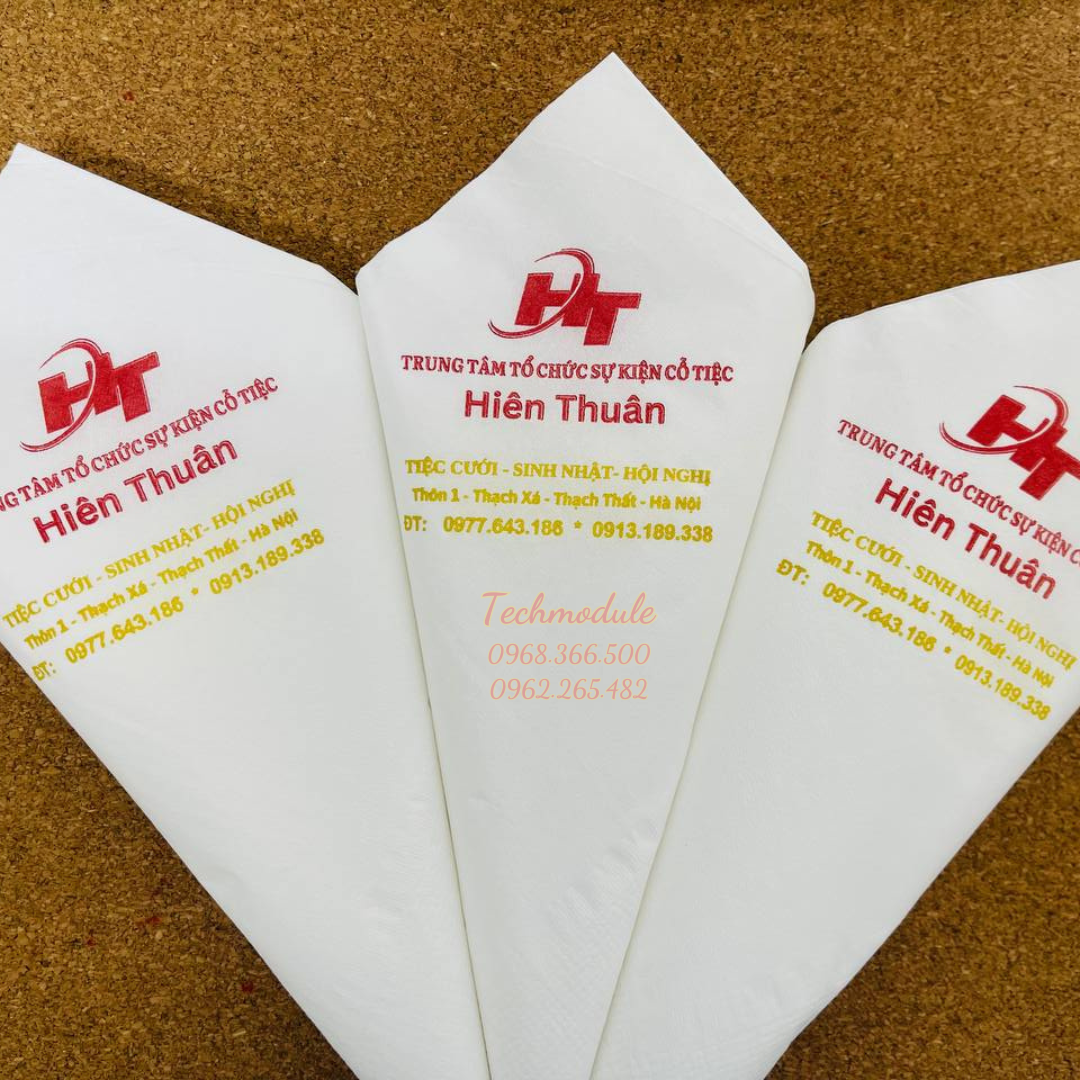 HT
TRUNG TÂM TỔ CHỨC SỰ KIỆN CỖ TIỆC
Hiên Thuân
TIỆC CƯỚI - SINH NHẬT- HỘI NGHỊ
Thôn 1 - Thạch Xá - Thạch Thất - Hà Nội
ĐT: 0977.643.186 * 0913.189.338
HT
TRUNG TÂM TỔ CHỨC SỰ KIỆN CỖ TIỆC
Hiên Thuân
TIỆC CƯỚI - SINH NHẬT- HỘI NGHỊ
Thôn 1 - Thạch Xá - Thạch Thất - Hà Nội
ĐT: 0977.643.186 * 0913.189.338
Techmodule
0968.366.500
0962.265.482
HT
TRUNG TÂM TỔ CHỨC SỰ KIỆN
Hiên Thuân
TIỆC CƯỚI - SINH NHẬT- HỘI NGHỊ
Thôn 1 - Thạch Xá - Thạch Thất - Hà Nội
ĐT: 0977.643.186 * 0913.189.338